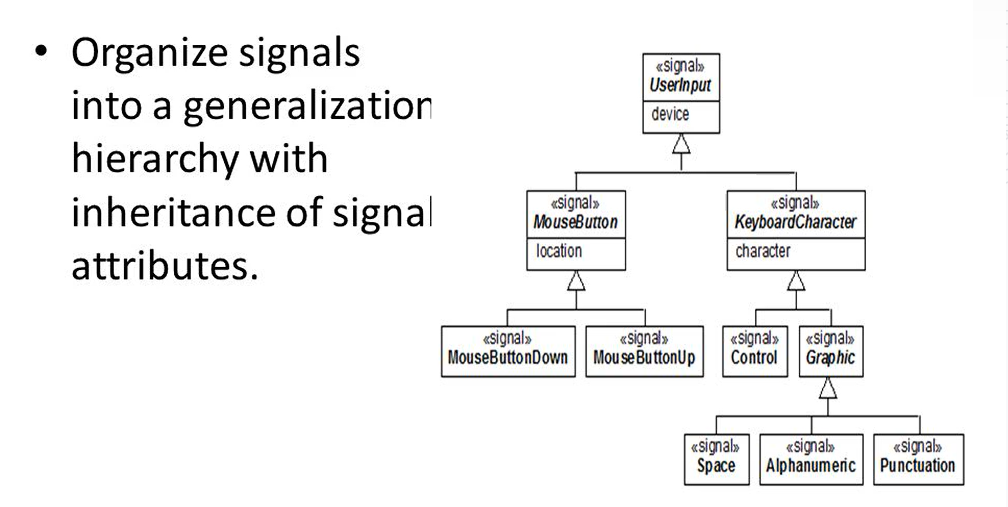 • Organize signals
into a generalization
hierarchy with
inheritance of signal
attributes.
«signal»
UserInput
device
«signal»
MouseButton
location
«signal»
KeyboardCharacter
character
«signal»
MouseButtonDown
«signal»
MouseButtonUp
«signal»
Control
«signal»
Graphic
«signal»
Space
«signal»
Alphanumeric
«signal»
Punctuation